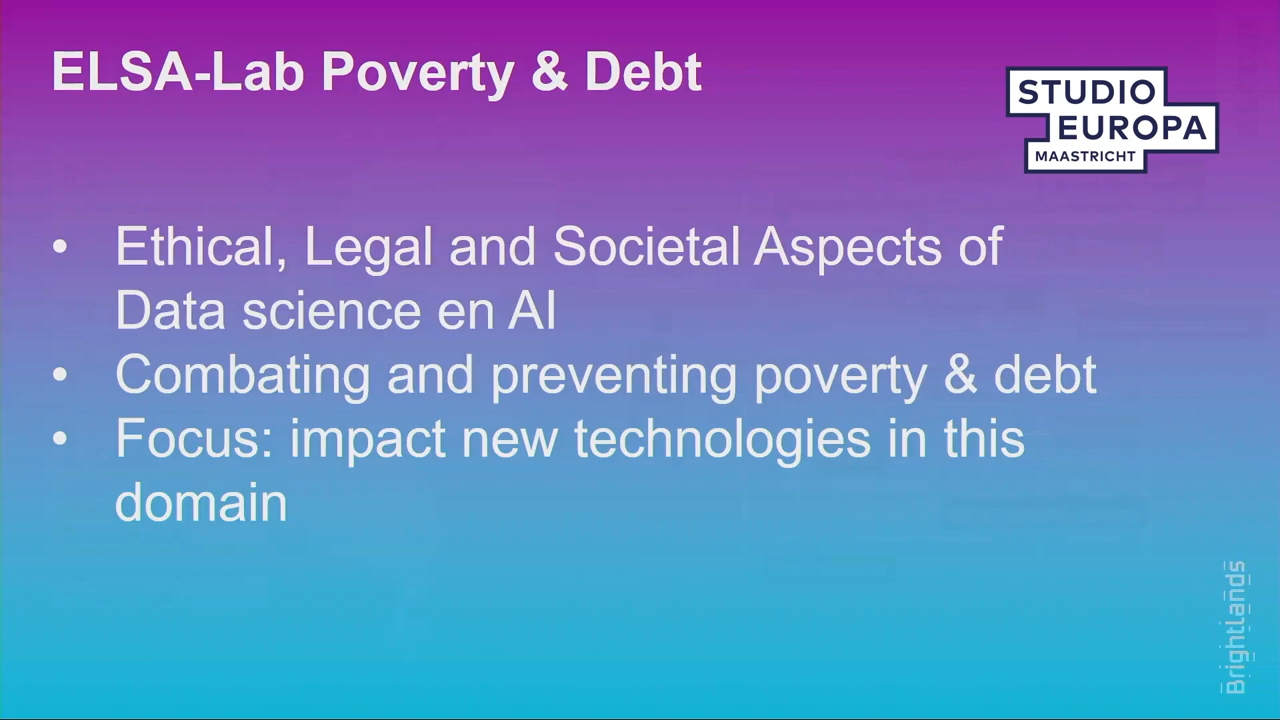 ELSA-Lab Poverty & Debt
STUDIO
EUROPA
MAASTRICHT
• Ethical, Legal and Societal Aspects of
Data science en AI
• Combating and preventing poverty & debt
• Focus: impact new technologies in this
domain
Brightlands